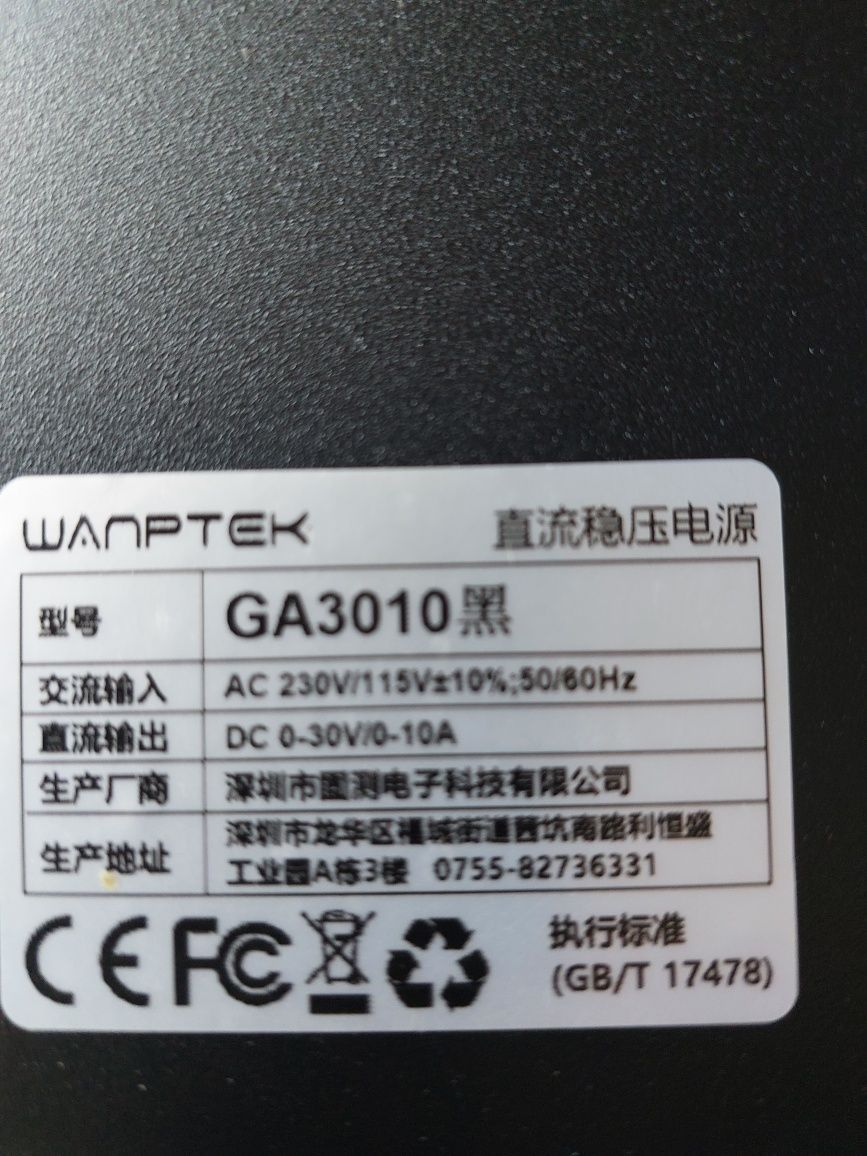 WANPTEK 直流稳压电源
型号 GA3010黑
交流输入 AC 230V/115V±10%;50/60Hz
直流输出 DC 0-30V/0-10A
生产厂商 深圳市圆测电子科技有限公司
生产地址 深圳市龙华区福城街道茜坑南路利恒盛
工业园A栋3楼 0755-82736331
CE FC 执行标准
(GB/T 17478)